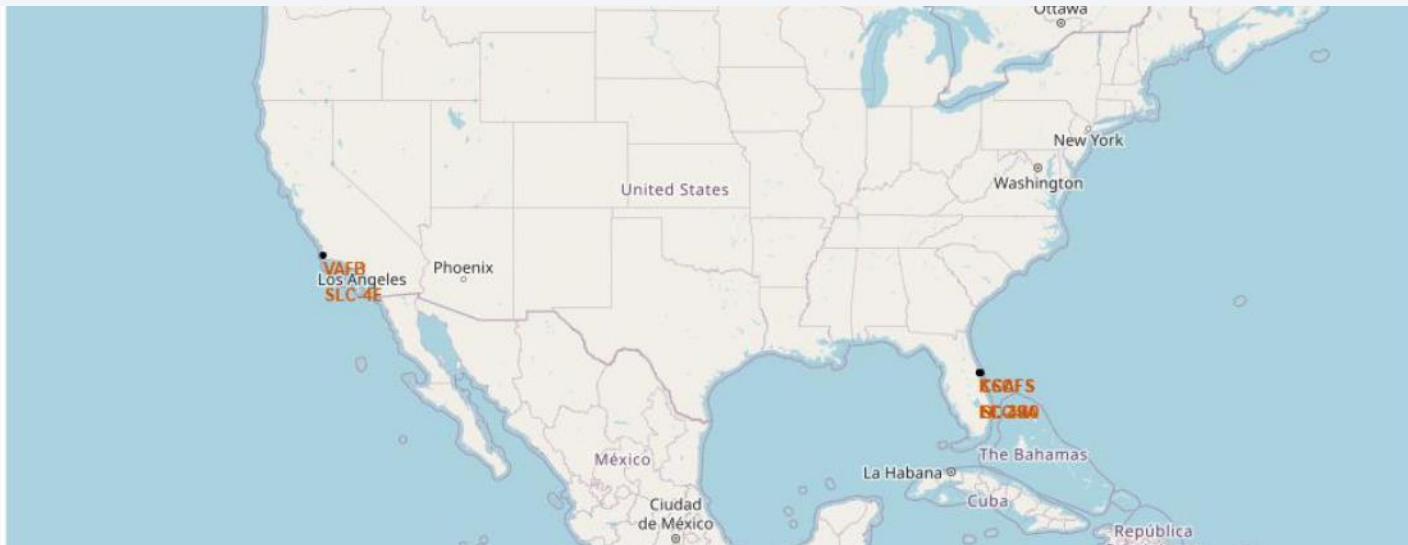 Ottawa
New York
Washington
United States
VAFB
Los Angeles
SLC-4E
Phoenix
The Bahamas
México
La Habana
Cuba
Ciudad
de México
República